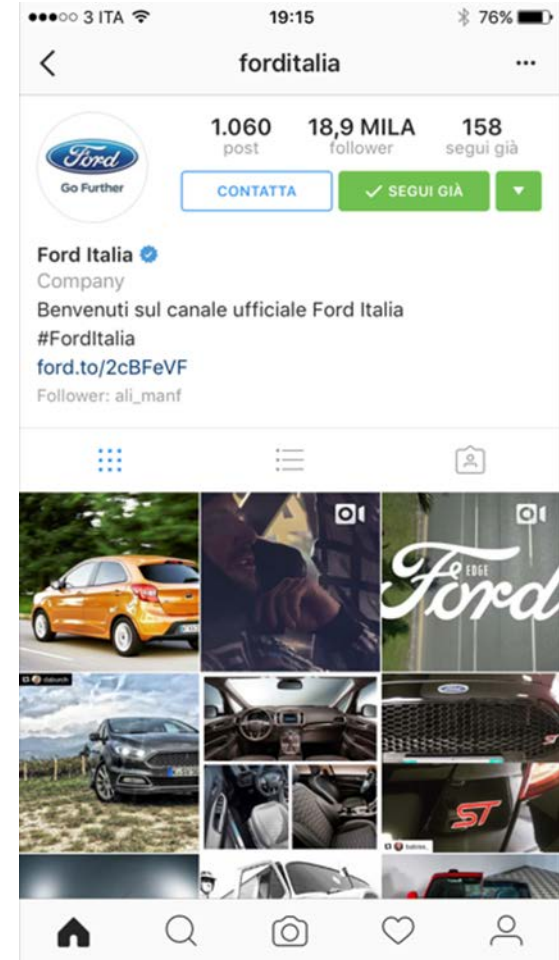 3 ITA 19:15 76%
forditalia
1.060 18,9 MILA 158
post follower segui già
Ford
Go Further
CONTATTA ✓ SEGUI GIÀ
Ford Italia
Company
Benvenuti sul canale ufficiale Ford Italia
#FordItalia
ford.to/2cBFeVF
Follower: ali_manf
EDGE
Ford
ST